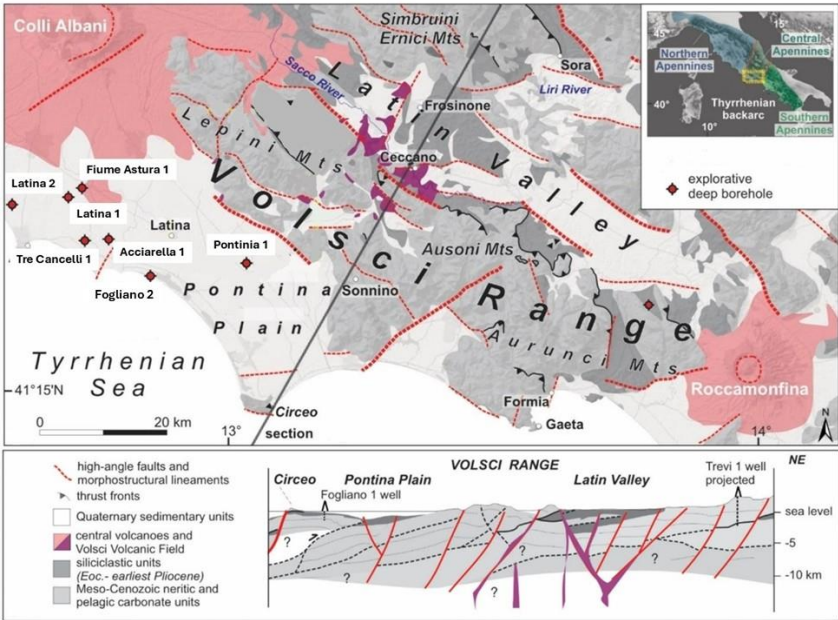 Colli Albani
Simbruini
Ernici Mts
Sacco River
Sora
Liri River
Latin Valley
Frosinone
Lepini Mts
Ceccano
Volsci Range
Latina 2
Fiume Astura 1
Latina 1
Latina
Tre Cancelli 1
Acciarella 1
Pontinia 1
Fogliano 2
Ausoni Mts
Sonnino
Pontina
Plain
Aurunci Mts
Tyrrhenian
Sea
Roccamonfina
Formia
Gaeta
Circeo
section
41°15'N
0
20 km
13°
14°
N
45°
15°
Central
Apennines
Northern
Apennines
40°
Thyrrhenian
backarc
10°
Southern
Apennines
explorative
deep borehole
high-angle faults and
morphostructural lineaments
thrust fronts
Quaternary sedimentary units
central volcanoes and
Volsci Volcanic Field
siliciclastic units
(Eoc.- earliest Pliocene)
Meso-Cenozoic neritic and
pelagic carbonate units
VOLSCI RANGE
Circeo
Pontina Plain
Latin Valley
Fogliano 1 well
Trevi 1 well
projected
NE
sea level
-5
-10 km
?
?
?
?
?